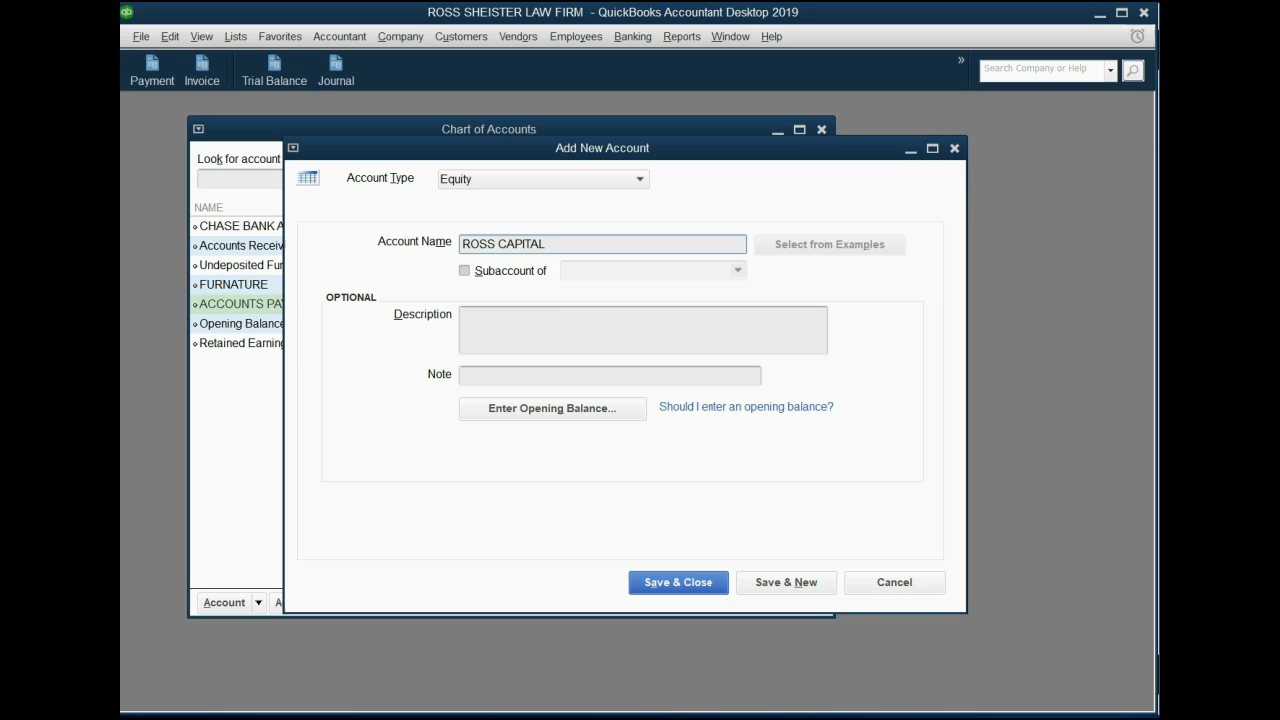 ROSS SHEISTER LAW FIRM - QuickBooks Accountant Desktop 2019
File Edit View Lists Favorites Accountant Company Customers Vendors Employees Banking Reports Window Help
Payment Invoice Trial Balance Journal
» Search Company or Help
Chart of Accounts
Add New Account
Look for account
Account Type Equity
NAME
CHASE BANK
Accounts
Undeposited
FURNATURE
ACCOUNTS
Opening Balance
Retained
Account Name ROSS CAPITAL Select from Examples
Subaccount of
OPTIONAL
Description
Note
Enter Opening Balance... Should I enter an opening balance?
Save & Close Save & New Cancel
Account